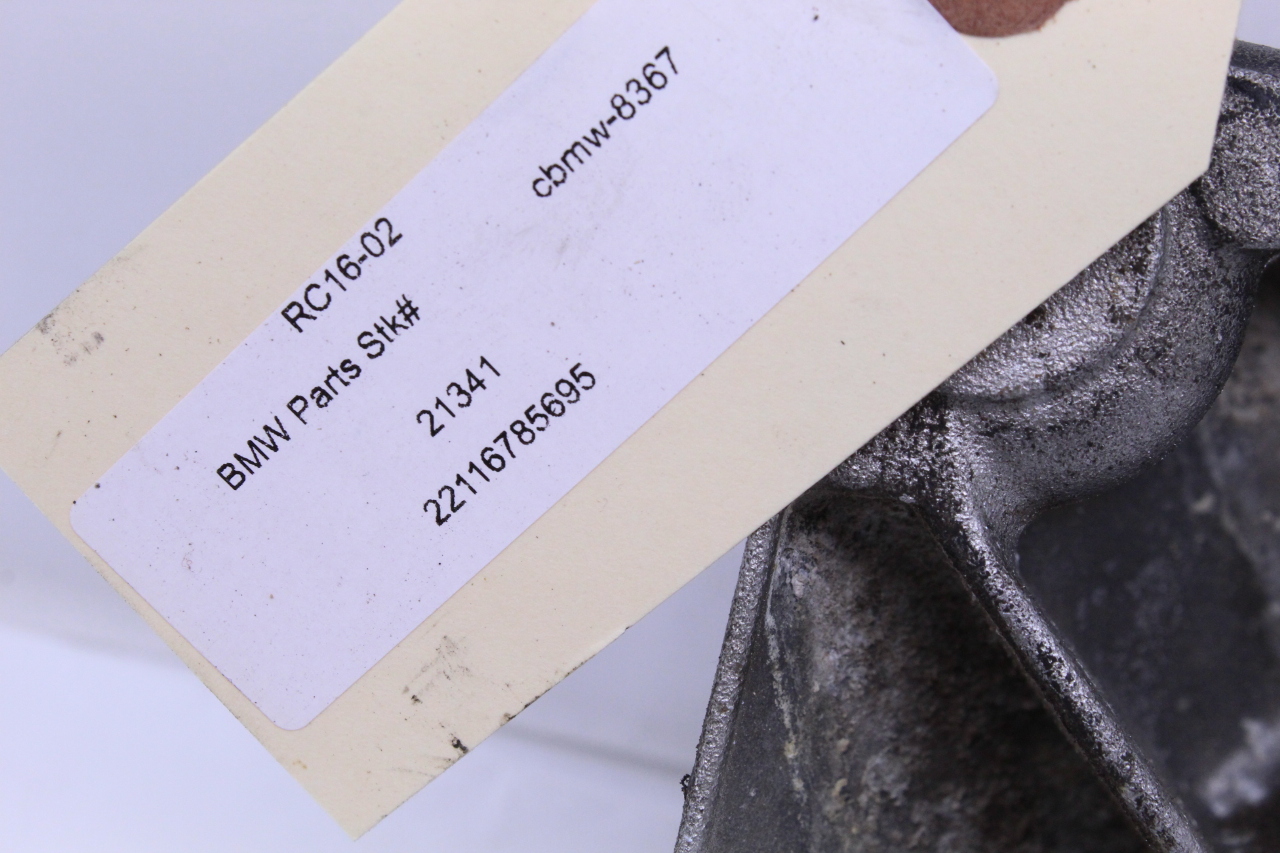 RC16-02 cbmw-8367
BMW Parts Stk#
21341
22116785695